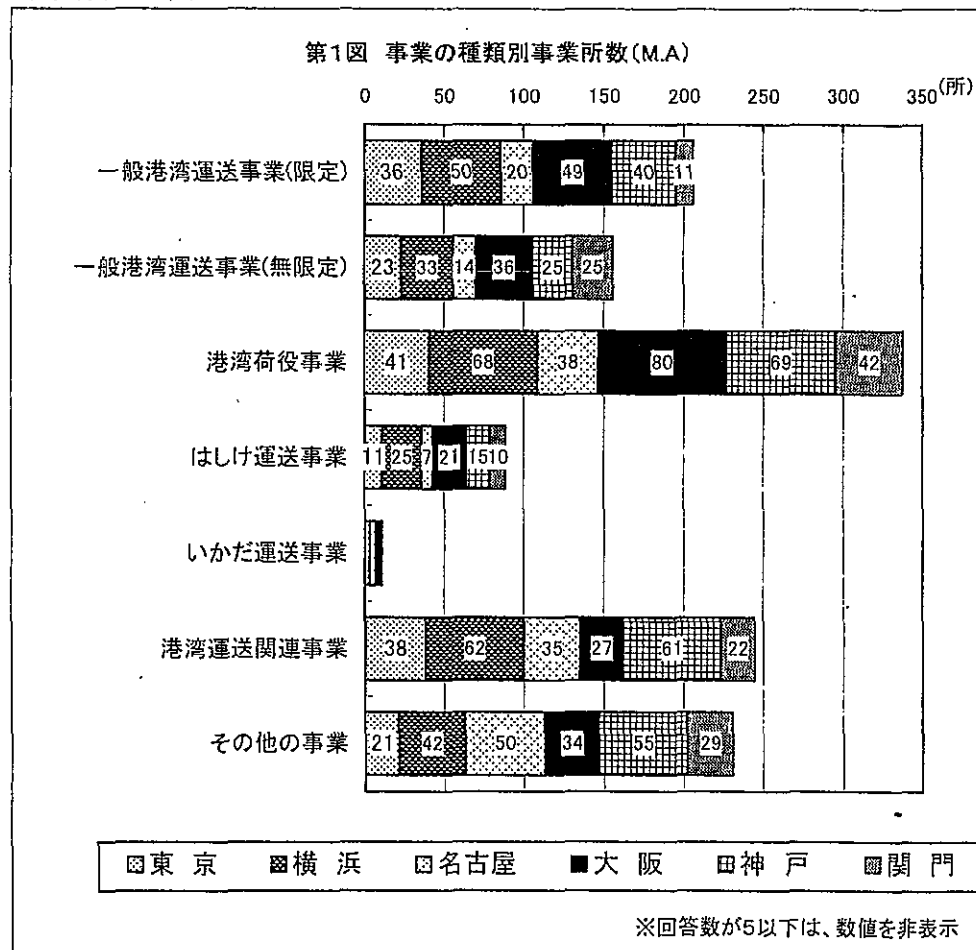 第1図 事業の種類別事業所数(M.A)
0 50 100 150 200 250 300 350 (所)
一般港湾運送事業(限定) 36 50 20 49 40 11
一般港湾運送事業(無限定) 23 33 14 36 25 25
港湾荷役事業 41 68 38 80 69 42
はしけ運送事業 11 25 7 21 15 10
いかだ運送事業
港湾運送関連事業 38 62 35 27 61 22
その他の事業 21 42 50 34 55 29
東京 横浜 名古屋 大阪 神戸 関門
※回答数が5以下は、数値を非表示